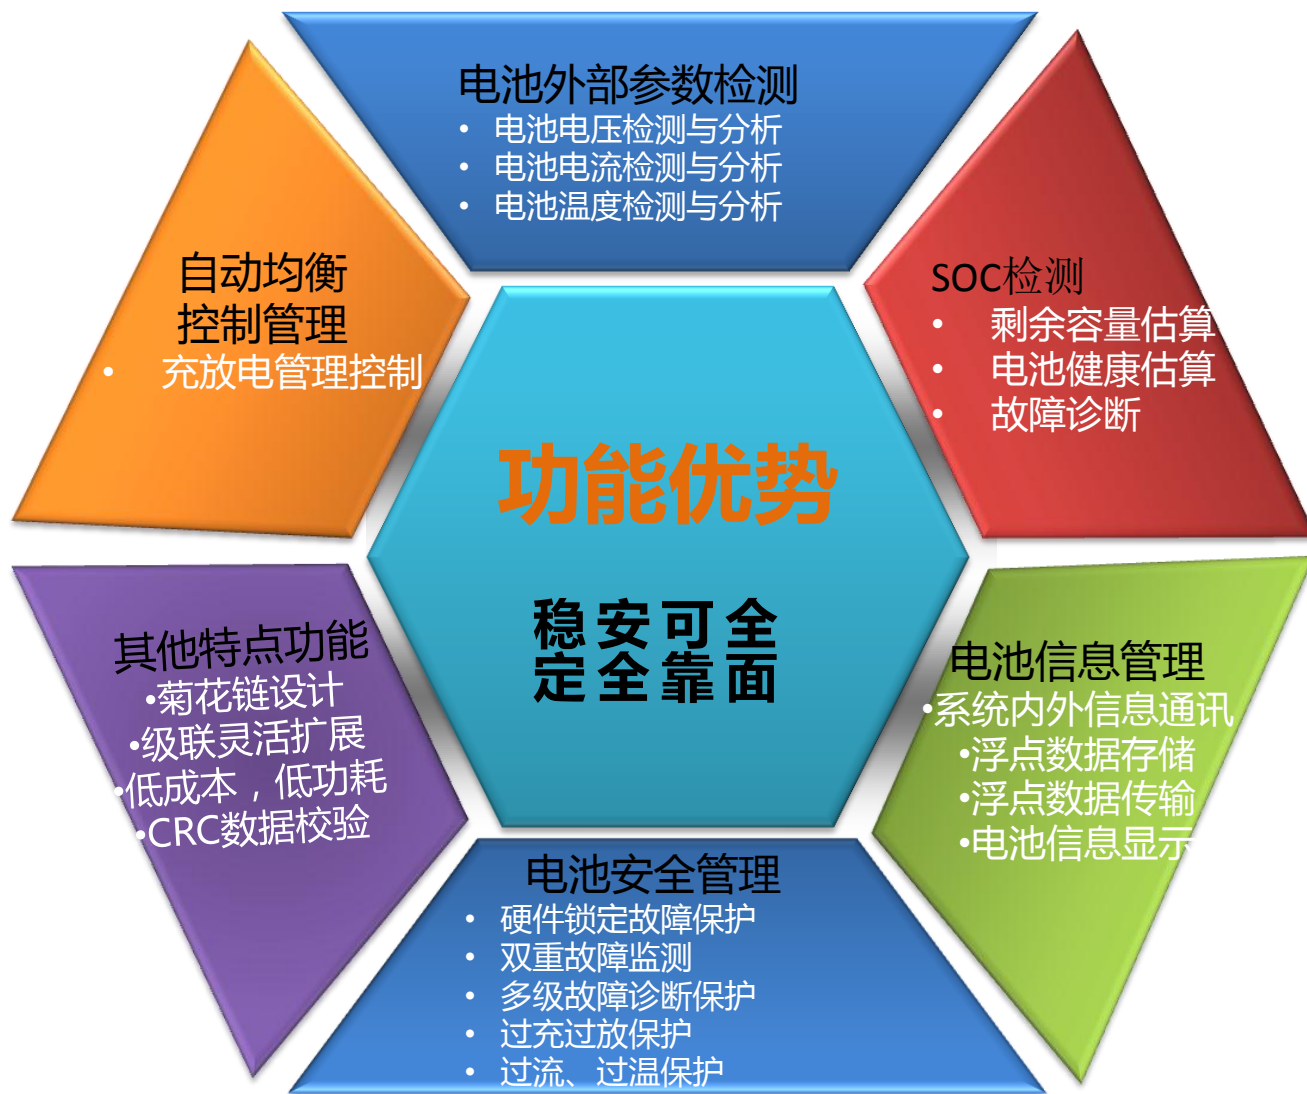 电池外部参数检测
• 电池电压检测与分析
• 电池电流检测与分析
• 电池温度检测与分析
自动均衡
控制管理
• 充放电管理控制
SOC检测
• 剩余容量估算
• 电池健康估算
• 故障诊断
功能优势
稳安可全
定全靠面
其他特点功能
•菊花链设计
•级联灵活扩展
•低成本，低功耗
•CRC数据校验
电池信息管理
•系统内外信息通讯
•浮点数据存储
•浮点数据传输
•电池信息显示
电池安全管理
• 硬件锁定故障保护
• 双重故障监测
• 多级故障诊断保护
• 过充过放保护
• 过流、过温保护